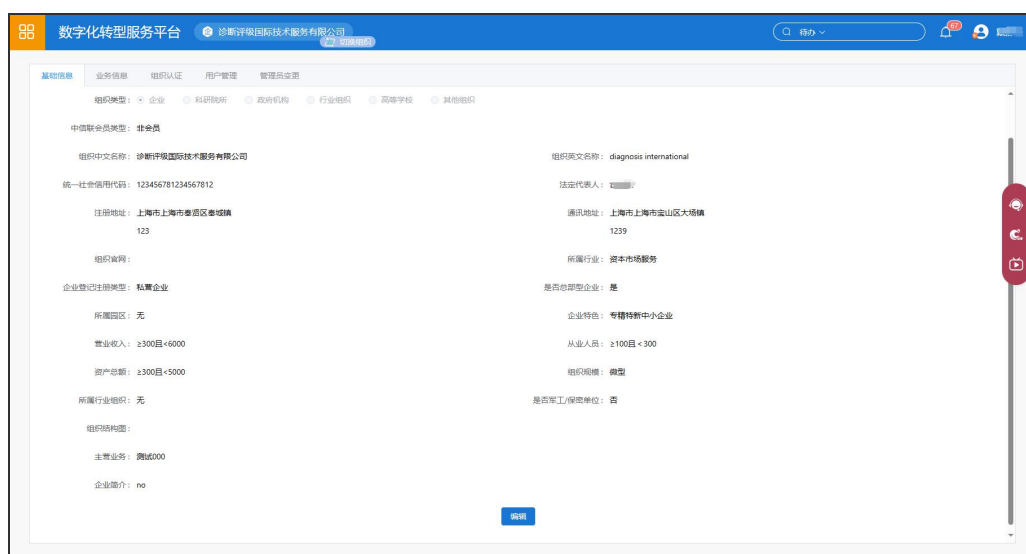 数字化转型服务平台
诊断评级国际技术服务有限公司
切换组织
待办
67
基础信息 业务信息 组织认证 用户管理 管理员变更
组织类型： 企业 科研院所 政府机构 行业组织 高等学校 其他组织
中信联会员类型： 非会员
组织中文名称： 诊断评级国际技术服务有限公司 组织英文名称： diagnosis international
统一社会信用代码： 123456781234567812 法定代表人：
注册地址： 上海市上海市奉贤区奉城镇 通讯地址： 上海市上海市宝山区大场镇
123 1239
组织官网： 所属行业： 资本市场服务
企业登记注册类型： 私营企业 是否总部型企业： 是
所属园区： 无 企业特色： 专精特新中小企业
营业收入： ≥300且<6000 从业人员： ≥100且＜300
资产总额： ≥300且<5000 组织规模： 微型
所属行业组织： 无 是否军工/保密单位： 否
组织结构图：
主营业务： 测试000
企业简介： no
编辑